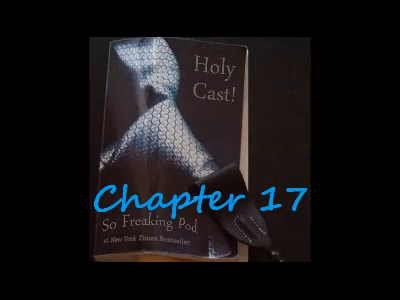 Holy
Cast!
Chapter 17
So Freaking Pod
#1 New York Times Bestseller